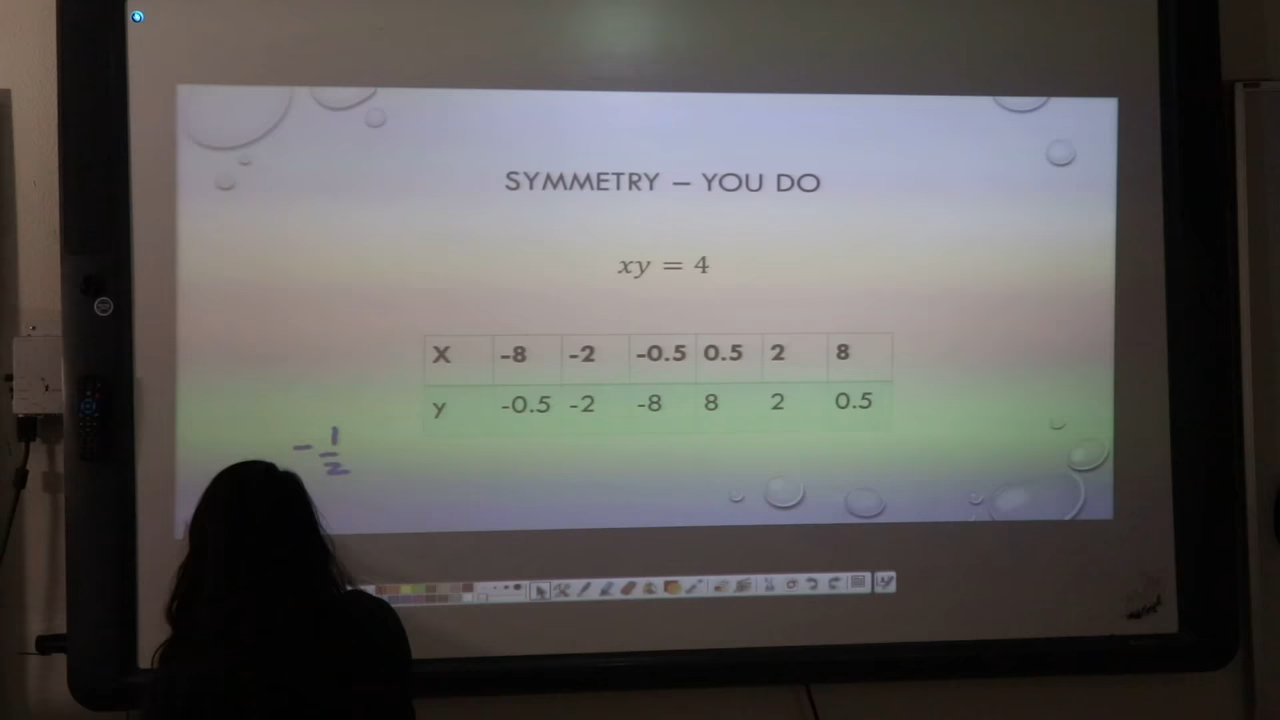 SYMMETRY – YOU DO
xy = 4
X -8 -2 -0.5 0.5 2 8
y -0.5 -2 -8 8 2 0.5
- 1/2